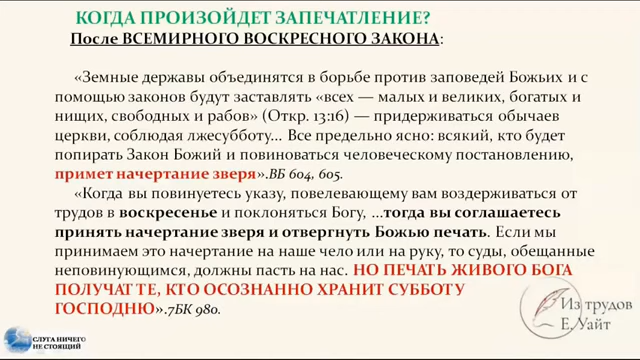 КОГДА ПРОИЗОЙДЕТ ЗАПЕЧАТЛЕНИЕ?
После ВСЕМИРНОГО ВОСКРЕСНОГО ЗАКОНА:
«Земные державы объединятся в борьбе против заповедей Божьих и с
помощью законов будут заставлять «всех — малых и великих, богатых и
нищих, свободных и рабов» (Откр. 13:16) — придерживаться обычаев
церкви, соблюдая лжесубботу... Все предельно ясно: всякий, кто будет
попирать Закон Божий и повиноваться человеческому постановлению,
примет начертание зверя».ВБ 604, 605.
«Когда вы повинуетесь указу, повелевающему вам воздерживаться от
трудов в воскресенье и поклоняться Богу, ...тогда вы соглашаетесь
принять начертание зверя и отвергнуть Божью печать. Если мы
принимаем это начертание на наше чело или на руку, то суды, обещанные
неповинующимся, должны пасть на нас. НО ПЕЧАТЬ ЖИВОГО БОГА
ПОЛУЧАТ ТЕ, КТО ОСОЗНАННО ХРАНИТ СУББОТУ
ГОСПОДНЮ».7БК 980.
Из трудов
Е. Уайт
СЛУГА НИЧЕГО
НЕ СТОЯЩИЙ